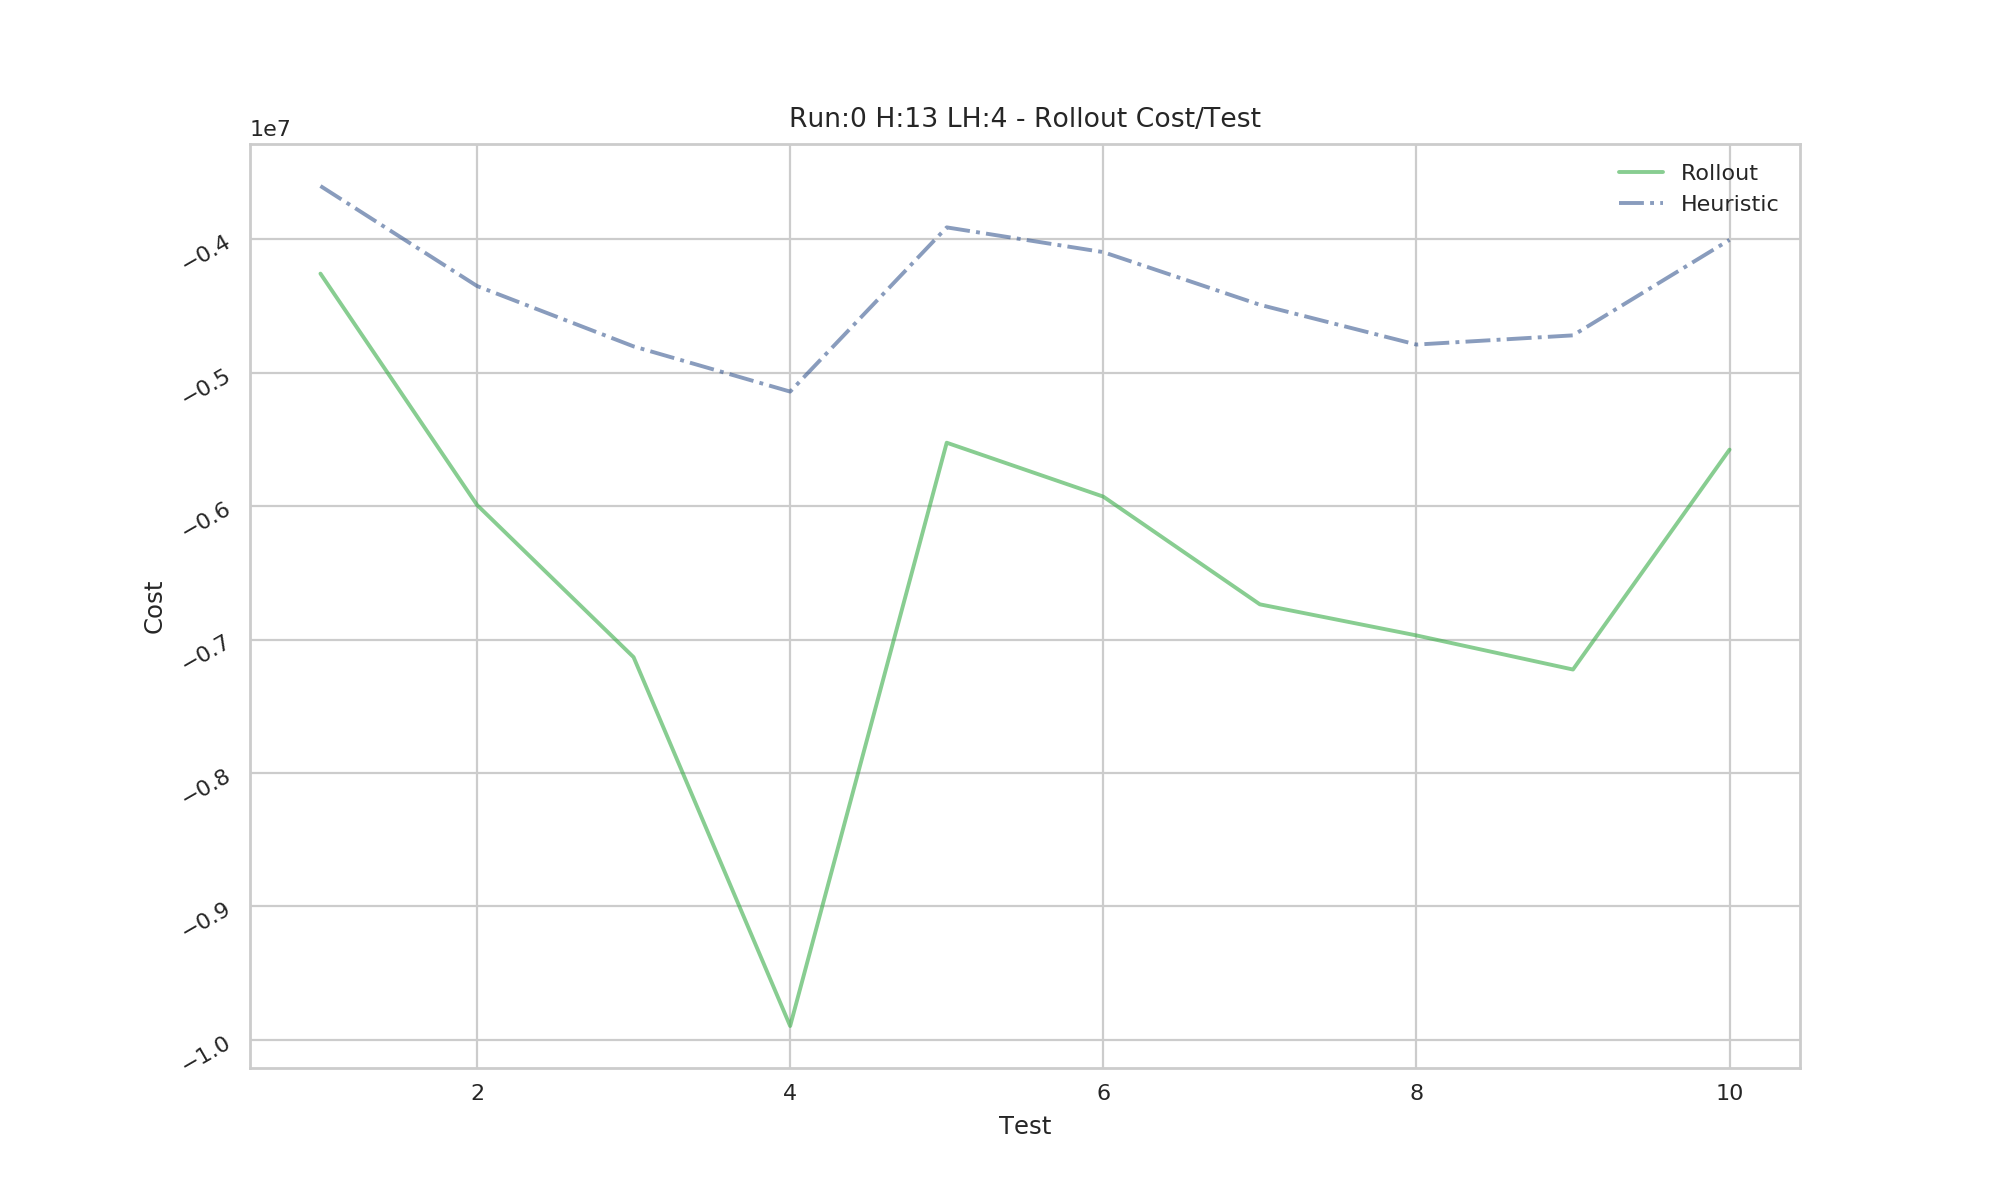 Run:0 H:13 LH:4 - Rollout Cost/Test
1e7
Rollout
Heuristic
−0.4
−0.5
−0.6
−0.7
−0.8
−0.9
−1.0
Cost
2 4 6 8 10
Test